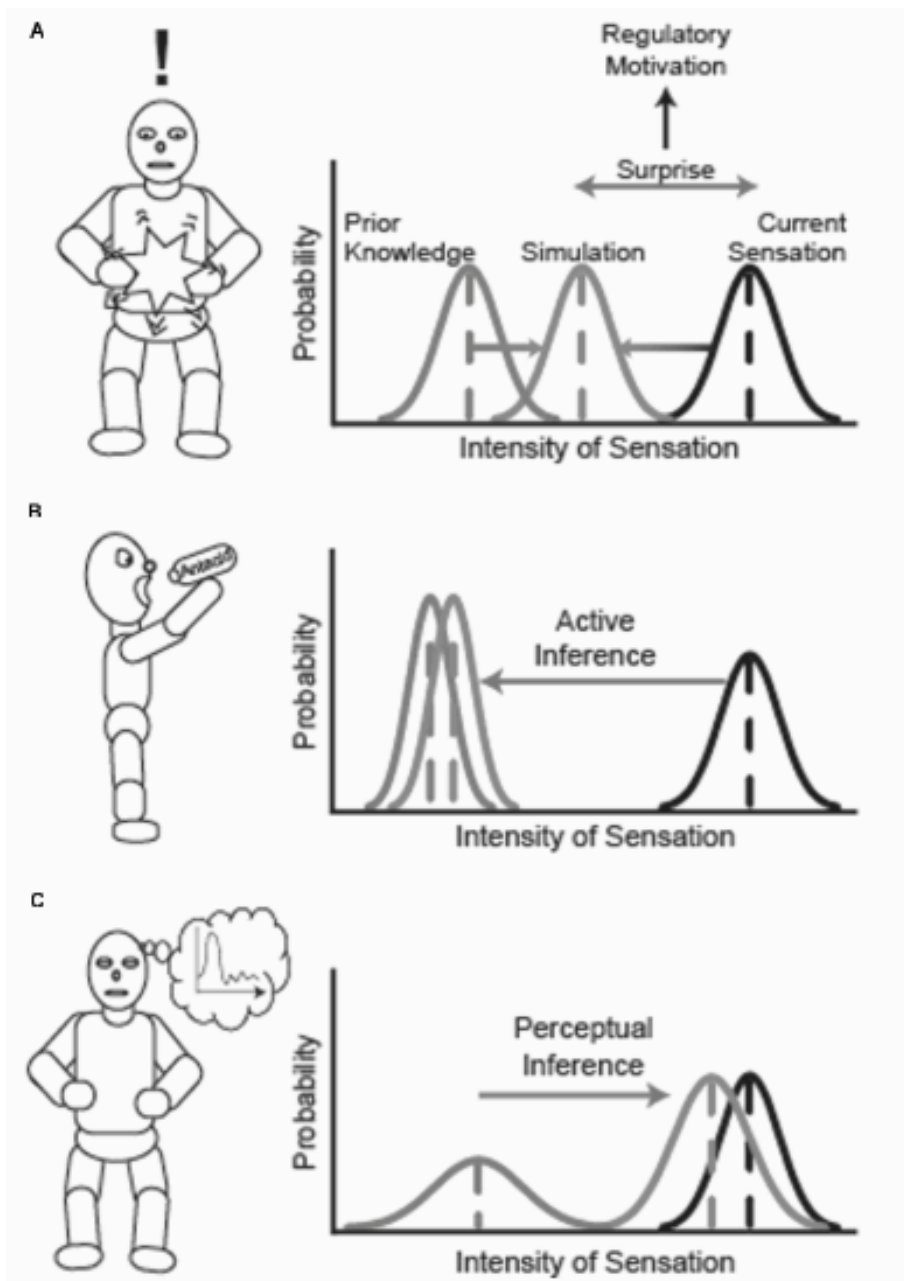 A
!
Regulatory
Motivation
Surprise
Prior
Knowledge
Simulation
Current
Sensation
Probability
Intensity of Sensation
B
Antacid
Active
Inference
Probability
Intensity of Sensation
C
Perceptual
Inference
Probability
Intensity of Sensation